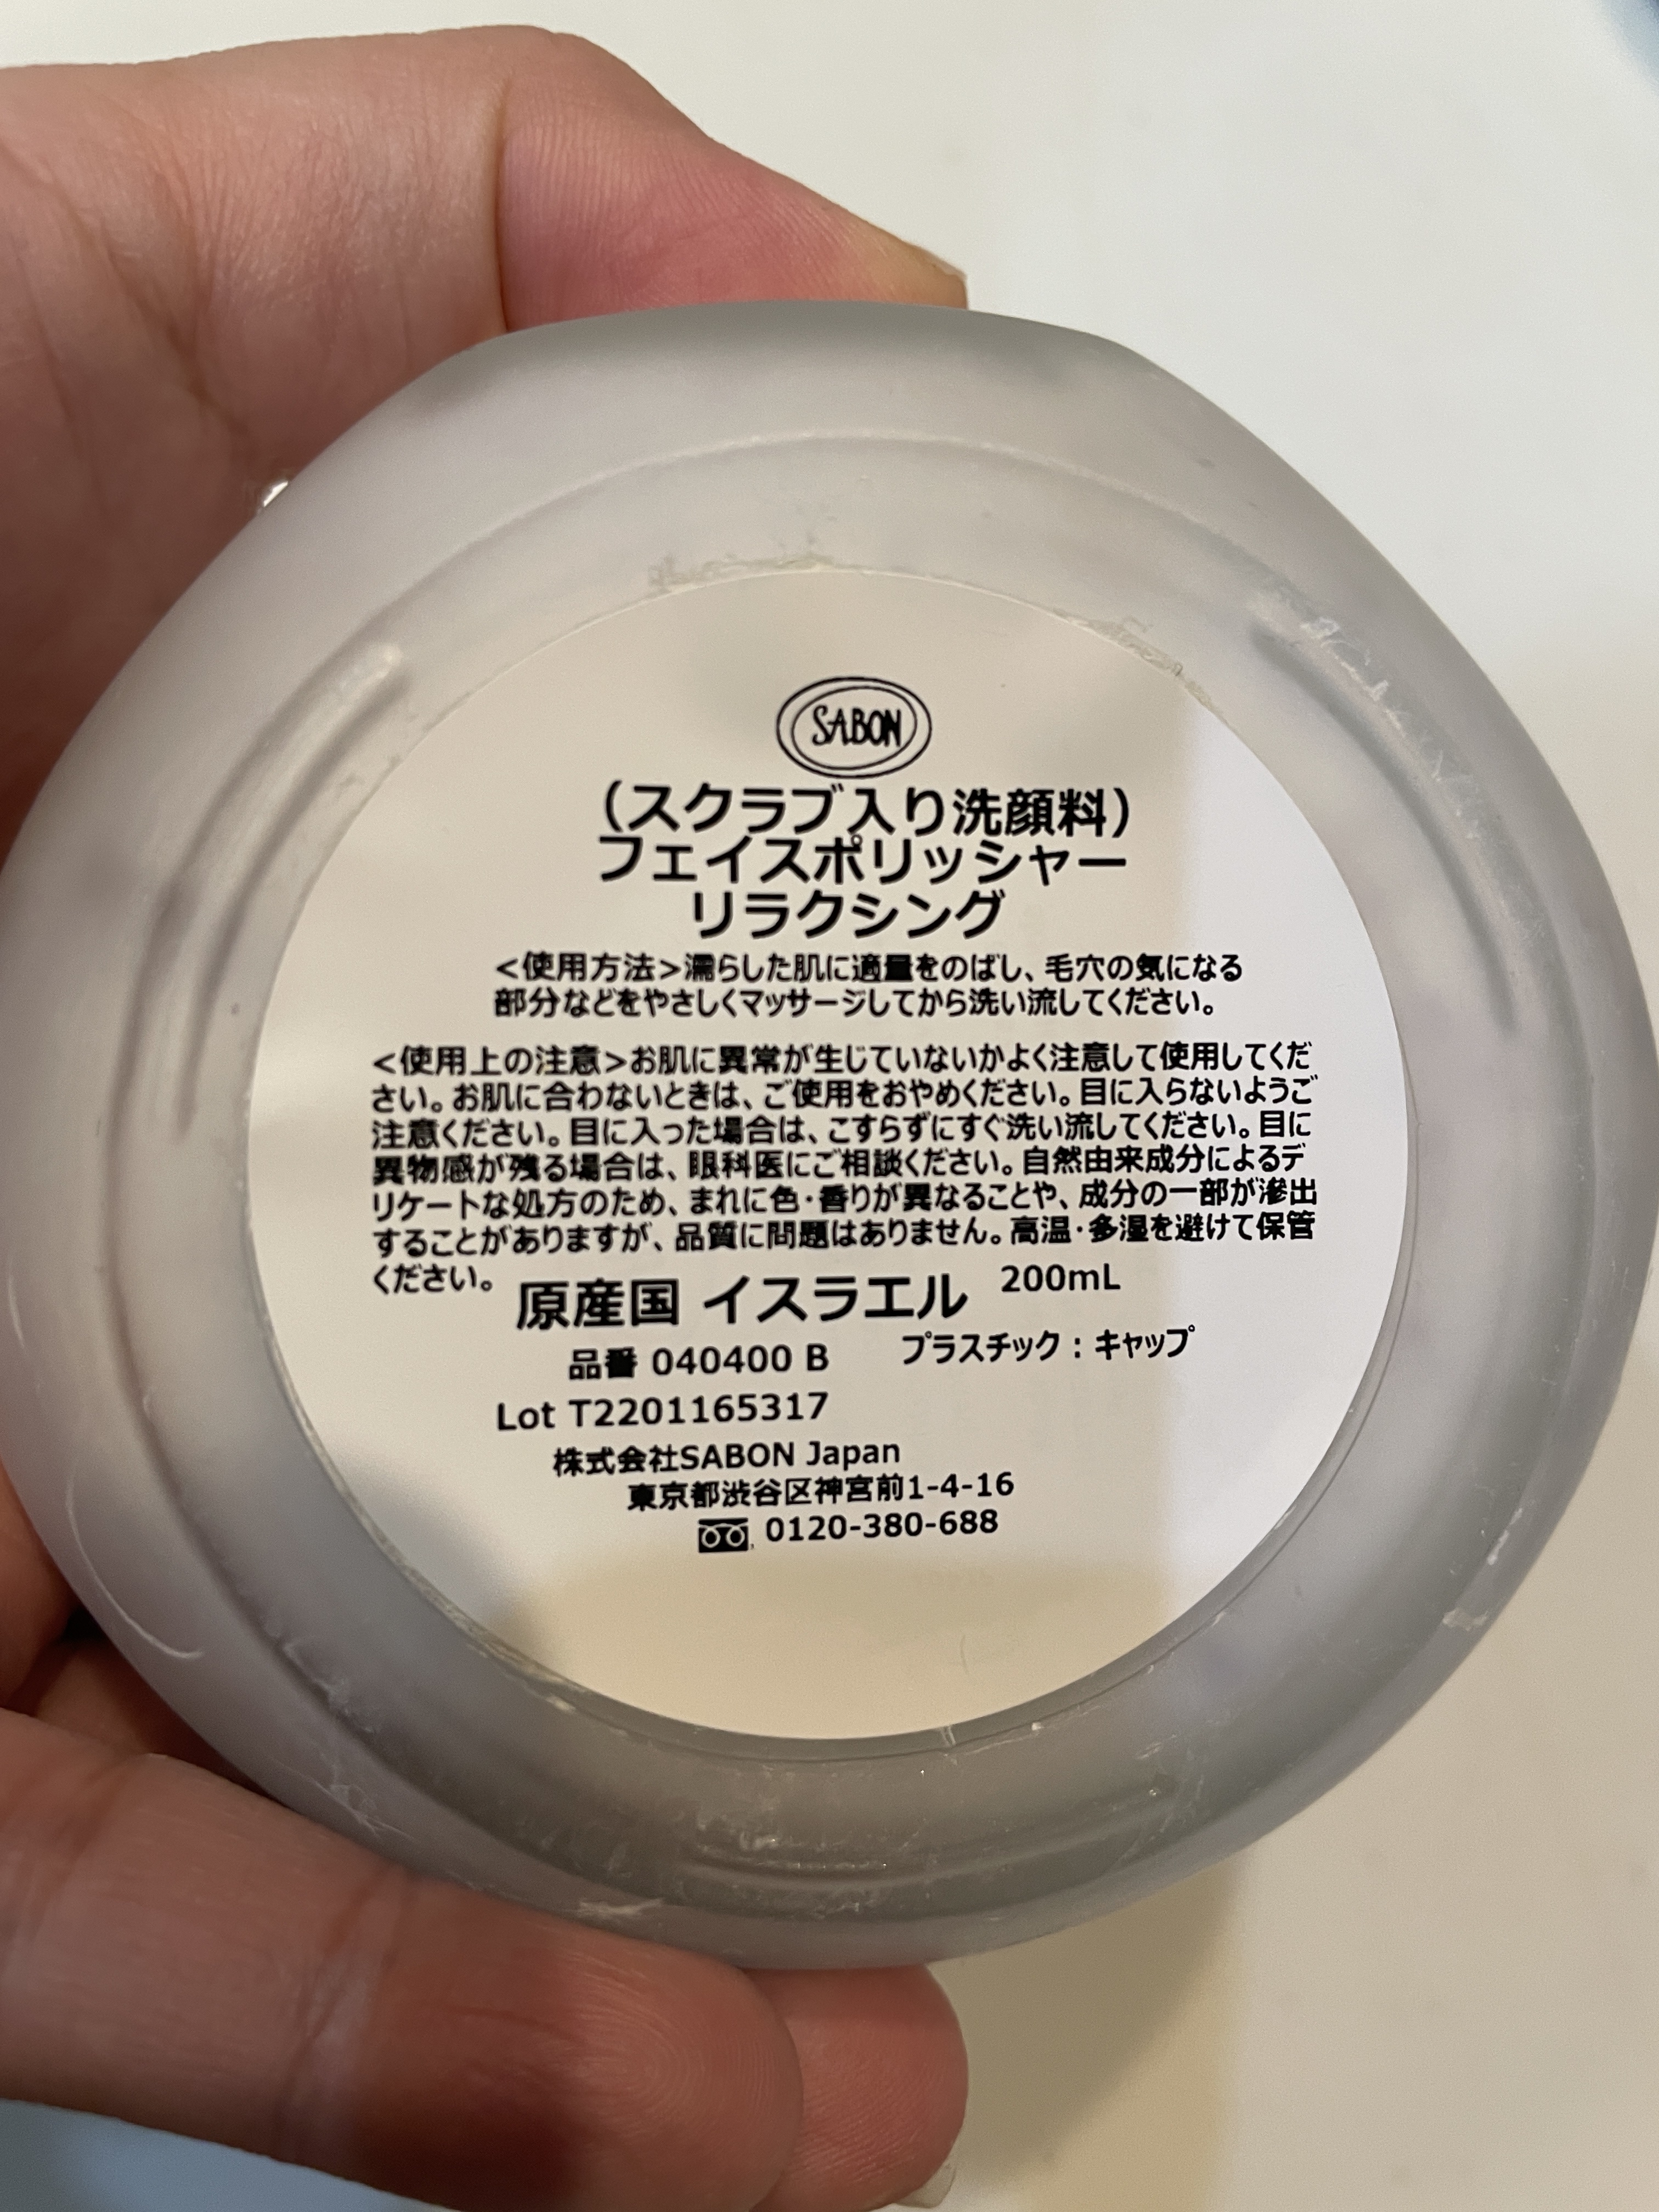 SABON
（スクラブ入り洗顔料）
フェイスポリッシャー
リラクシング
＜使用方法＞濡らした肌に適量をのばし、毛穴の気になる
部分などをやさしくマッサージしてから洗い流してください。
＜使用上の注意＞お肌に異常が生じていないかよく注意して使用してくだ
さい。お肌に合わないときは、ご使用をおやめください。目に入らないようご
注意ください。目に入った場合は、こすらずにすぐ洗い流してください。目に
異物感が残る場合は、眼科医にご相談ください。自然由来成分によるデ
リケートな処方のため、まれに色・香りが異なることや、成分の一部が滲出
することがありますが、品質に問題はありません。高温・多湿を避けて保管
ください。
原産国 イスラエル 200mL
品番 040400 B プラスチック：キャップ
Lot T2201165317
株式会社SABON Japan
東京都渋谷区神宮前1-4-16
0120-380-688